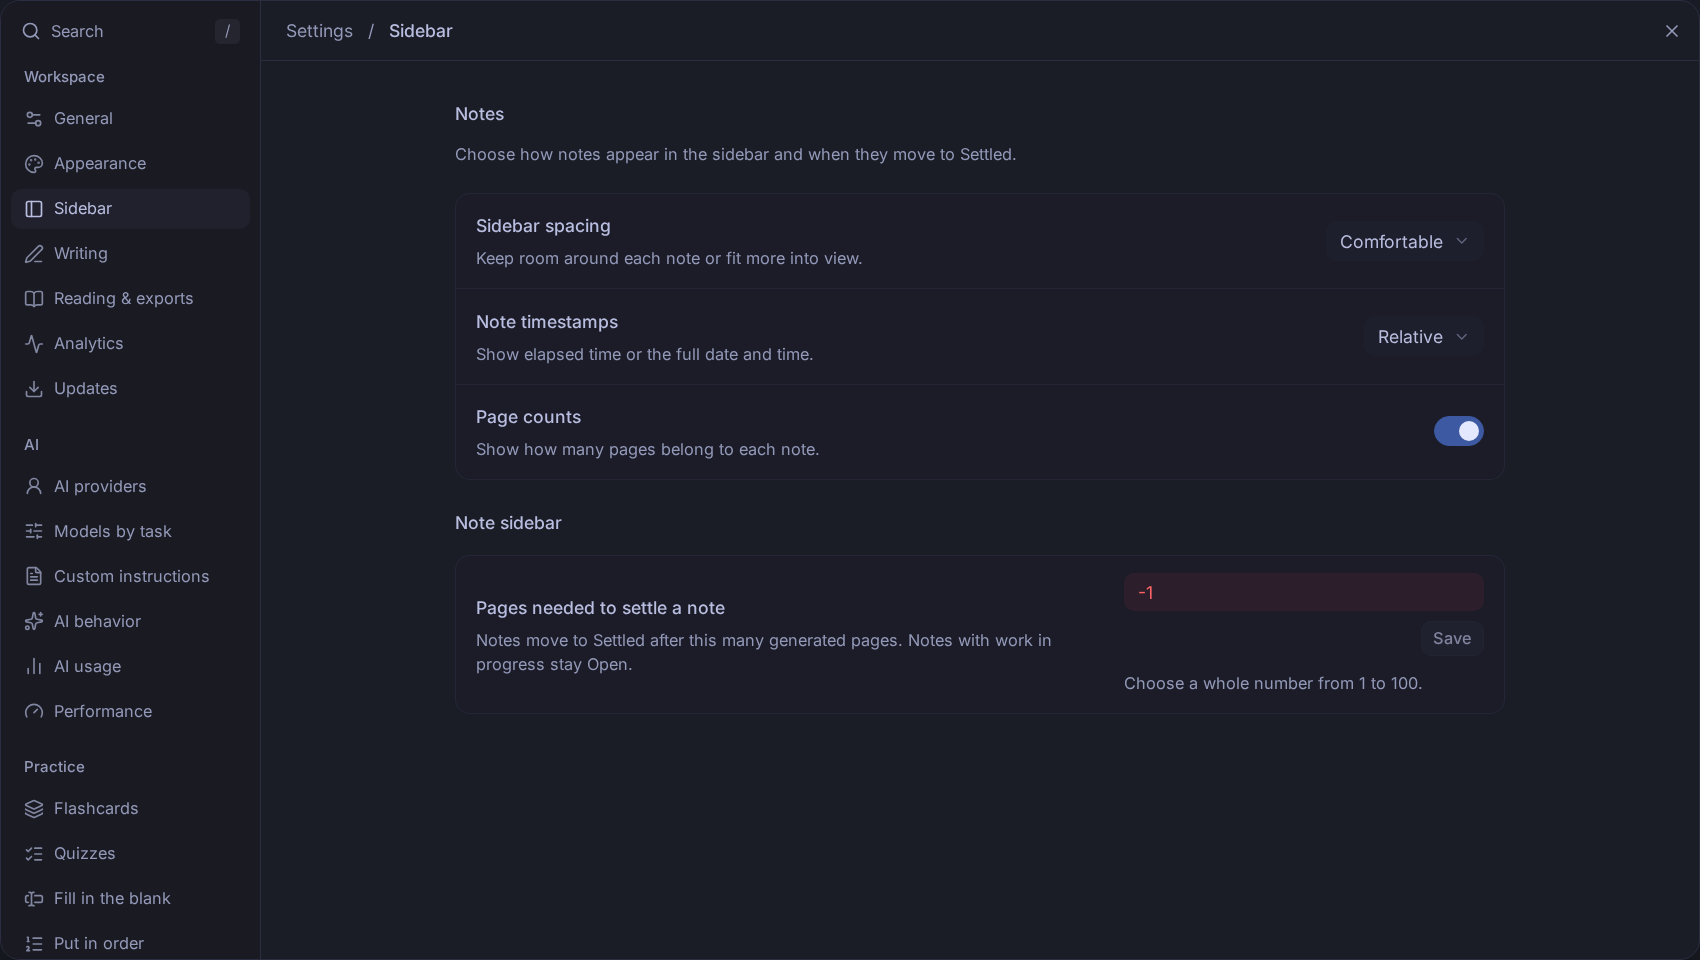 Search /
Workspace
General
Appearance
Sidebar
Writing
Reading & exports
Analytics
Updates
AI
AI providers
Models by task
Custom instructions
AI behavior
AI usage
Performance
Practice
Flashcards
Quizzes
Fill in the blank
Put in order
Settings / Sidebar
Notes
Choose how notes appear in the sidebar and when they move to Settled.
Sidebar spacing
Keep room around each note or fit more into view.
Comfortable
Note timestamps
Show elapsed time or the full date and time.
Relative
Page counts
Show how many pages belong to each note.
Note sidebar
Pages needed to settle a note
Notes move to Settled after this many generated pages. Notes with work in
progress stay Open.
-1
Save
Choose a whole number from 1 to 100.